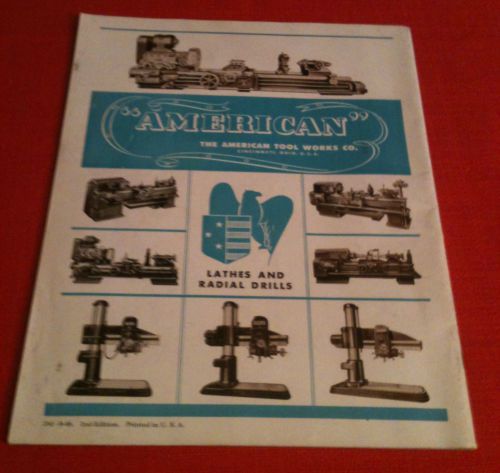 "AMERICAN"
THE AMERICAN TOOL WORKS CO.
CINCINNATI, OHIO, U.S.A.
LATHES AND
RADIAL DRILLS
2nd Edition. Printed in U. S. A.